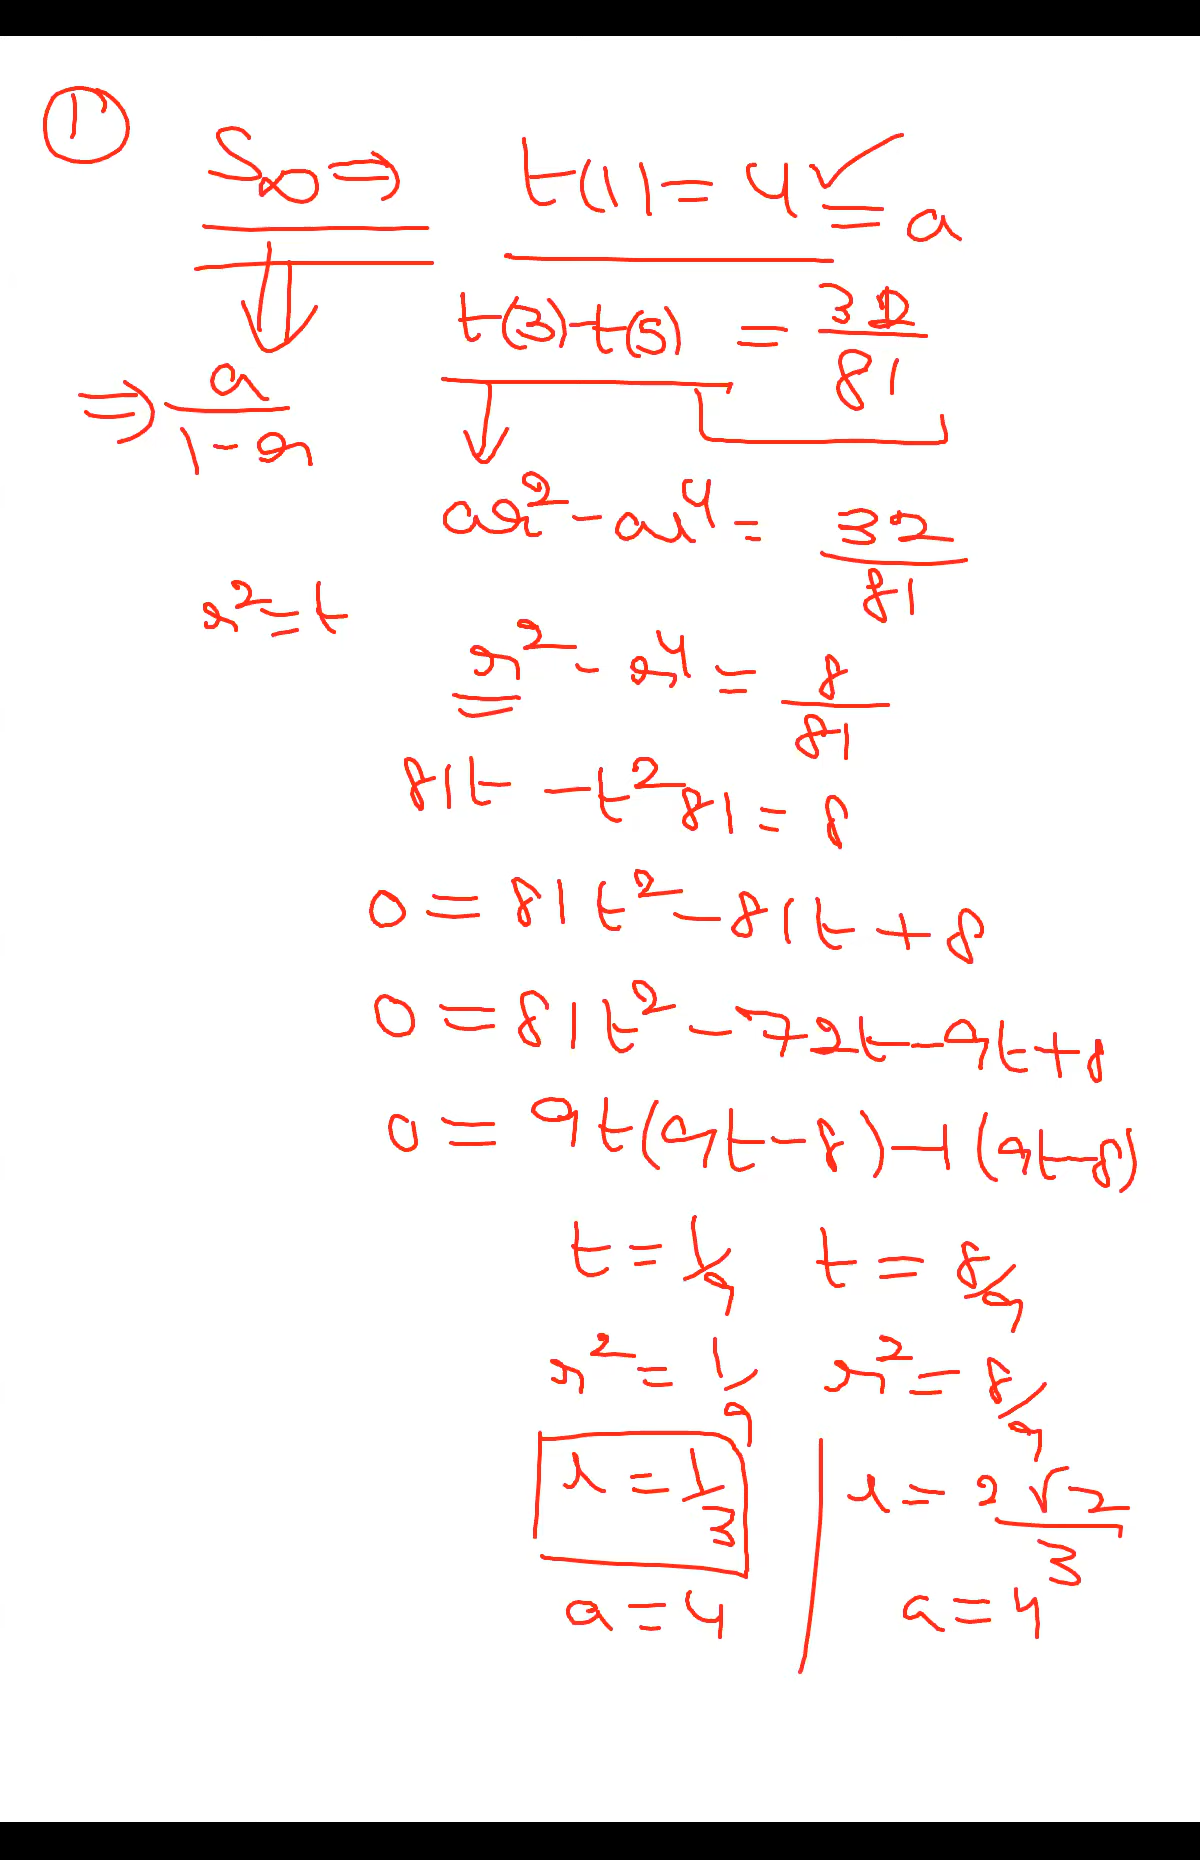 ①
S∞ ⇒ t(1) = 4 ✓ = a
t(3) - t(5) = 32/81
⇒ a/(1-r)
ar² - ar⁴ = 32/81
r² = t
r² - r⁴ = 8/81
81t - t²81 = 8
0 = 81t² - 81t + 8
0 = 81t² - 72t - 9t + 8
0 = 9t(9t-8) - 1(9t-8)
t = 1/9 t = 8/9
r² = 1/9 r² = 8/9
r = 1/3 r = 2√2/3
a = 4 a = 4